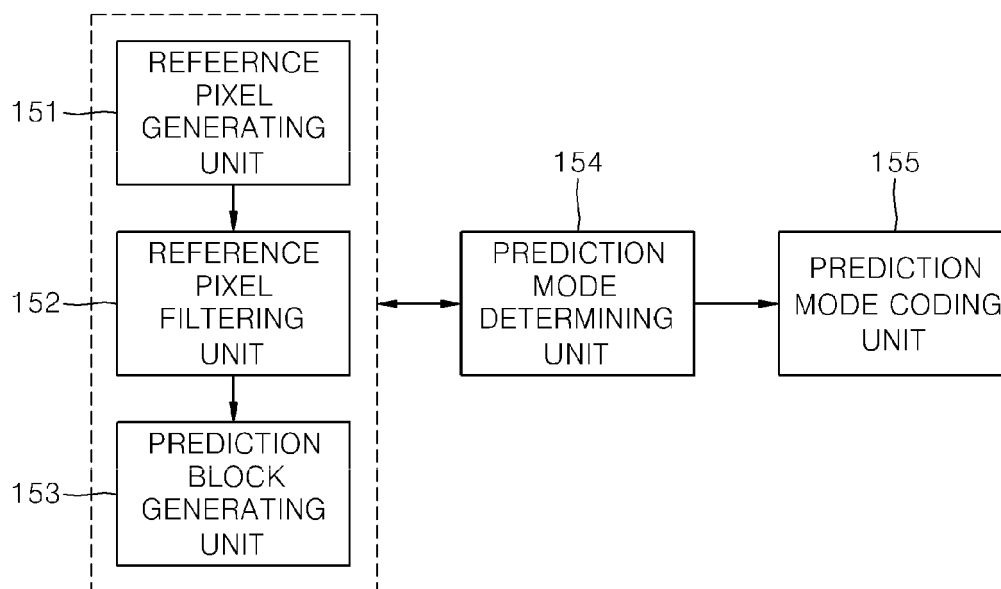 REFEERNCE
PIXEL
GENERATING
UNIT
151
REFERENCE
PIXEL
FILTERING
UNIT
152
PREDICTION
BLOCK
GENERATING
UNIT
153
154
PREDICTION
MODE
DETERMINING
UNIT
155
PREDICTION
MODE CODING
UNIT